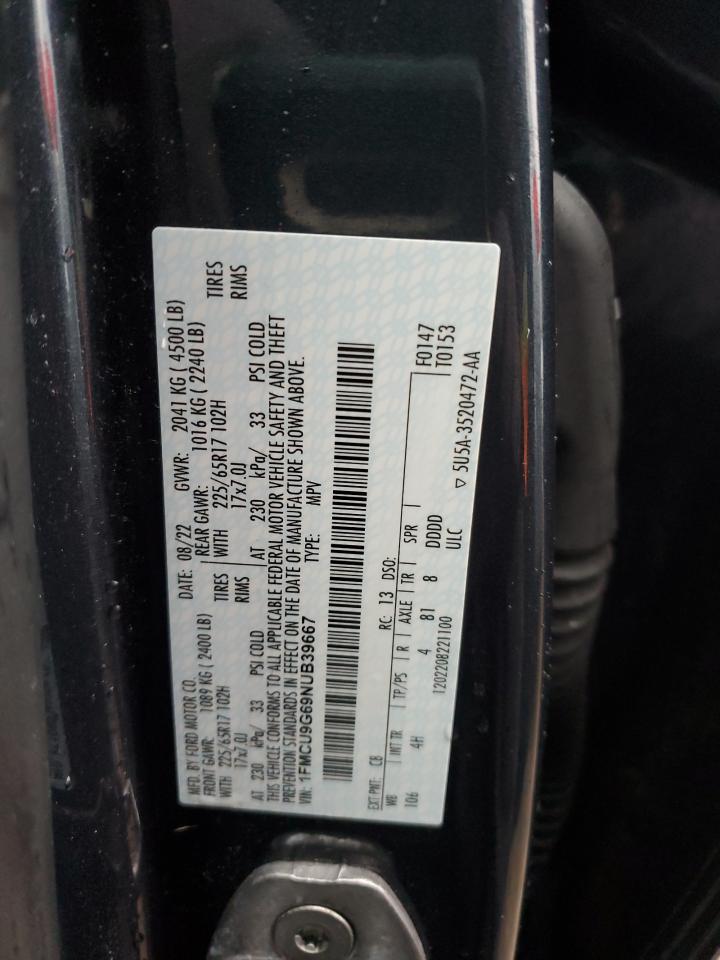 MFD. BY FORD MOTOR CO. DATE: 08/22 GVWR: 2041 KG ( 4500 LB)
FRONT GAWR: 1089 KG ( 2400 LB) REAR GAWR: 1016 KG ( 2240 LB)
WITH 225/65R17 102H TIRES WITH 225/65R17 102H TIRES
17x7.0J RIMS 17x7.0J RIMS
AT 230 kPa/ 33 PSI COLD AT 230 kPa/ 33 PSI COLD
THIS VEHICLE CONFORMS TO ALL APPLICABLE FEDERAL MOTOR VEHICLE SAFETY AND THEFT
PREVENTION STANDARDS IN EFFECT ON THE DATE OF MANUFACTURE SHOWN ABOVE.
VIN: 1FMCU9G69NUB39667 TYPE: MPV
EXT PNT: C8 RC: 13 DSO: F0147
WB INT TR TP/PS R AXLE TR SPR T0153
106 4H 4 81 8 DDDD
1202208221100 ULC ▽ 5U5A-3520472-AA